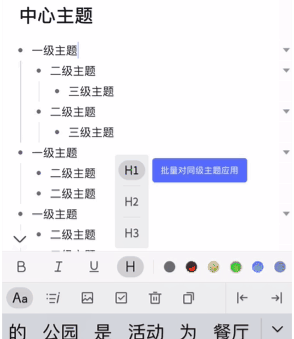 中心主题
一级主题
二级主题
三级主题
二级主题
三级主题
一级主题
二级主题
二级主题
一级主题
二级主题
H1 批量对同级主题应用
H2
H3
B I U H
Aa
的 公园 是 活动 为 餐厅